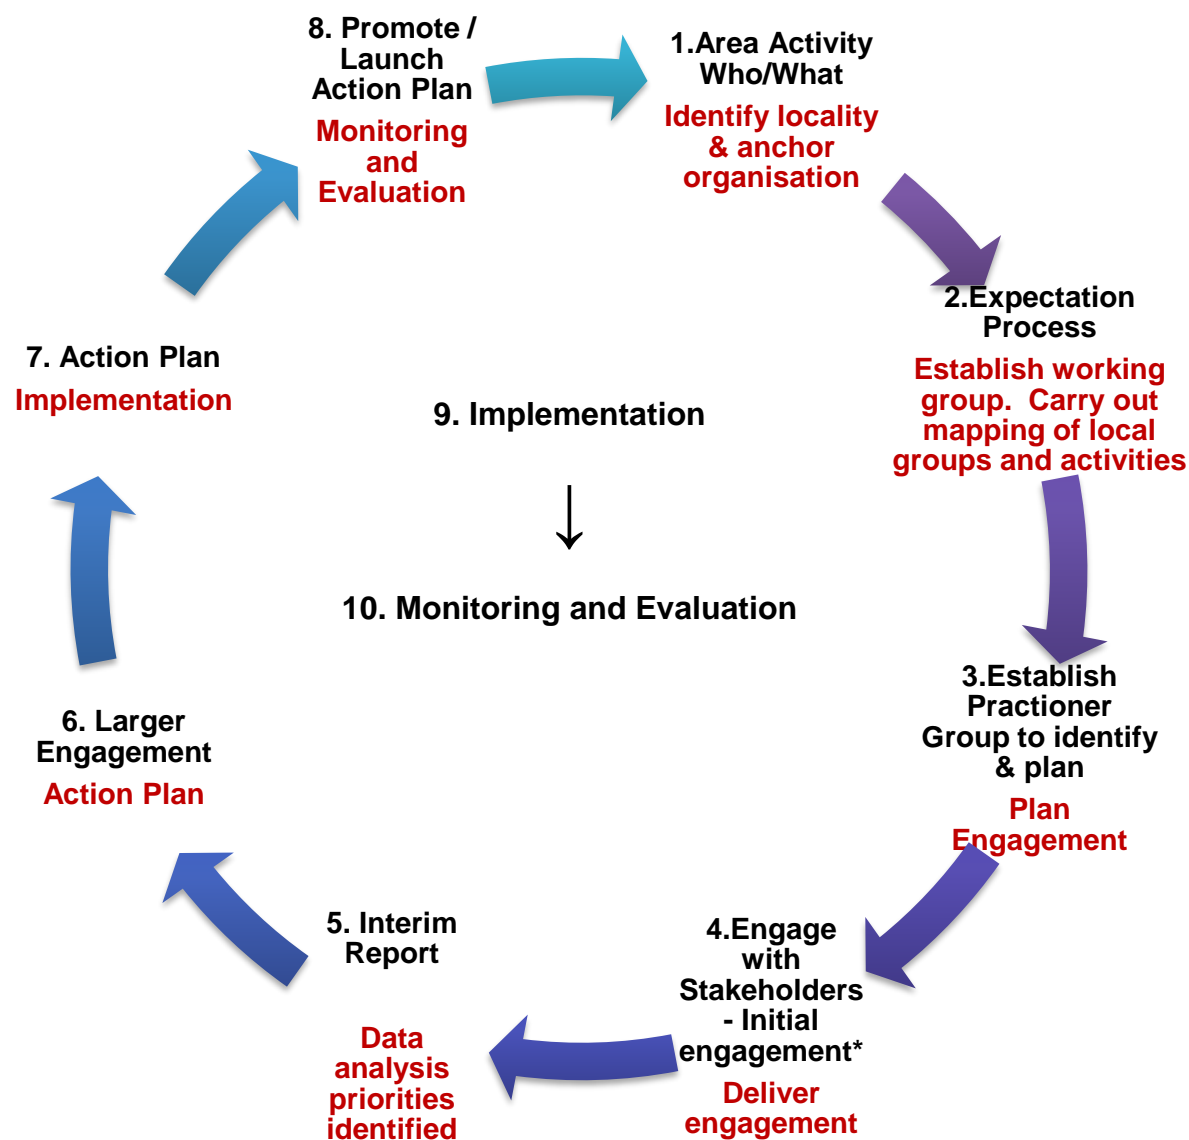 8. Promote /
Launch
Action Plan
Monitoring
and
Evaluation
1.Area Activity
Who/What
Identify locality
& anchor
organisation
2.Expectation
Process
Establish working
group.  Carry out
mapping of local
groups and activities
3.Establish
Practioner
Group to identify
& plan
Plan
Engagement
4.Engage
with
Stakeholders
- Initial
engagement*
Deliver
engagement
5. Interim
Report
Data
analysis
priorities
identified
6. Larger
Engagement
Action Plan
7. Action Plan
Implementation
9. Implementation
↓
10. Monitoring and Evaluation